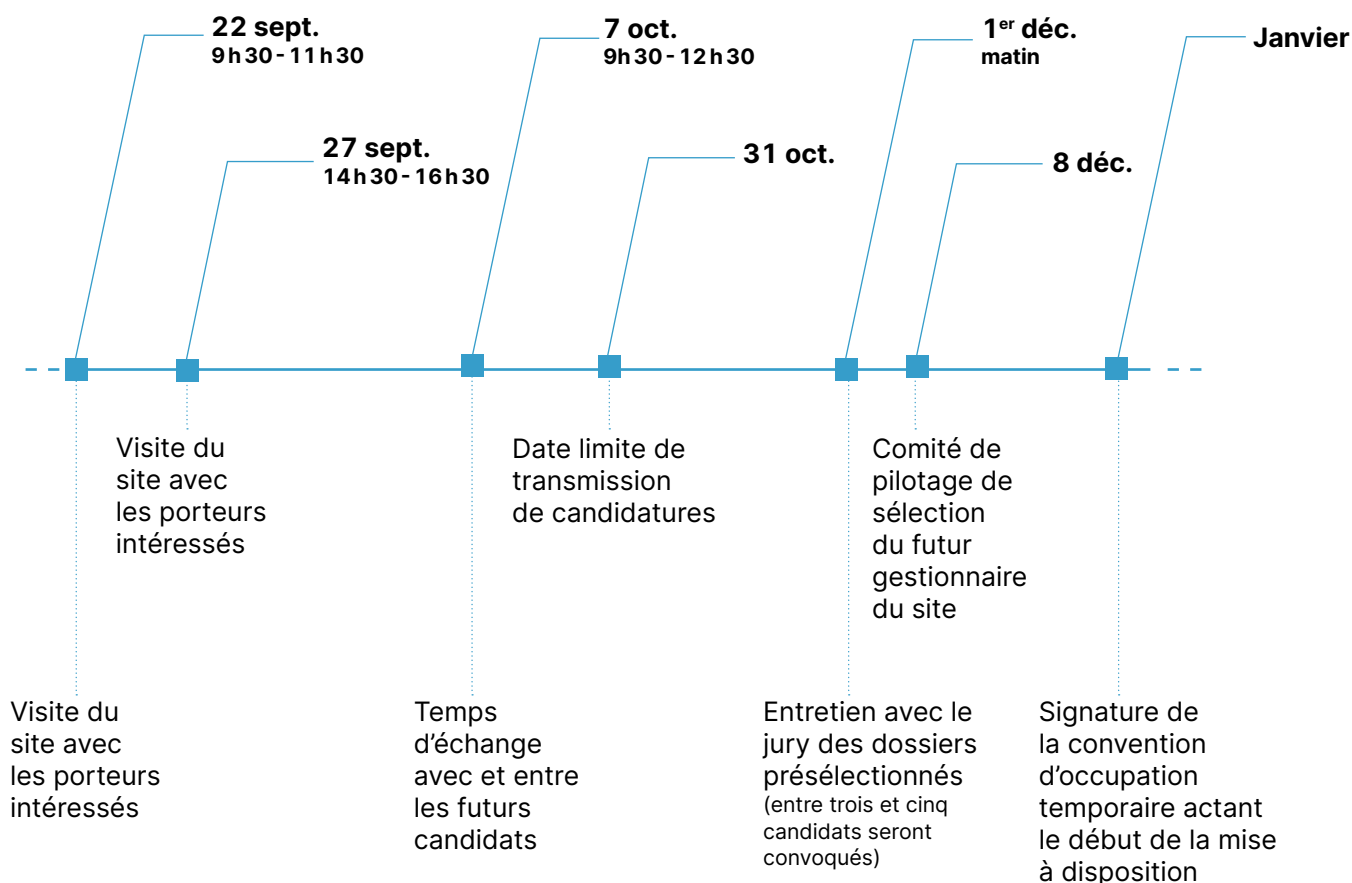 22 sept.
9h30-11h30
7 oct.
9h30-12h30
1er déc.
matin
Janvier
27 sept.
14h30-16h30
31 oct.
8 déc.
Visite du
site avec
les porteurs
intéressés
Date limite de
transmission
de candidatures
Comité de
pilotage de
sélection
du futur
gestionnaire
du site
Visite du
site avec
les porteurs
intéressés
Temps
d’échange
avec et entre
les futurs
candidats
Entretien avec le
jury des dossiers
présélectionnés
(entre trois et cinq
candidats seront
convoqués)
Signature de
la convention
d’occupation
temporaire actant
le début de la mise
à disposition